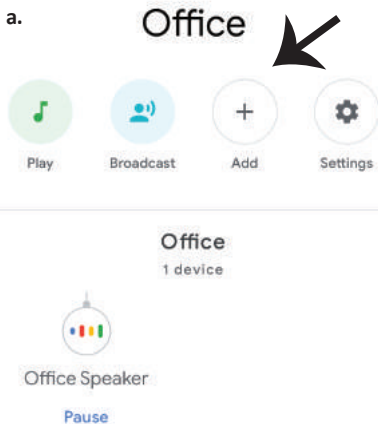 a.
Office
Play Broadcast Add Settings
Office
1 device
Office Speaker
Pause